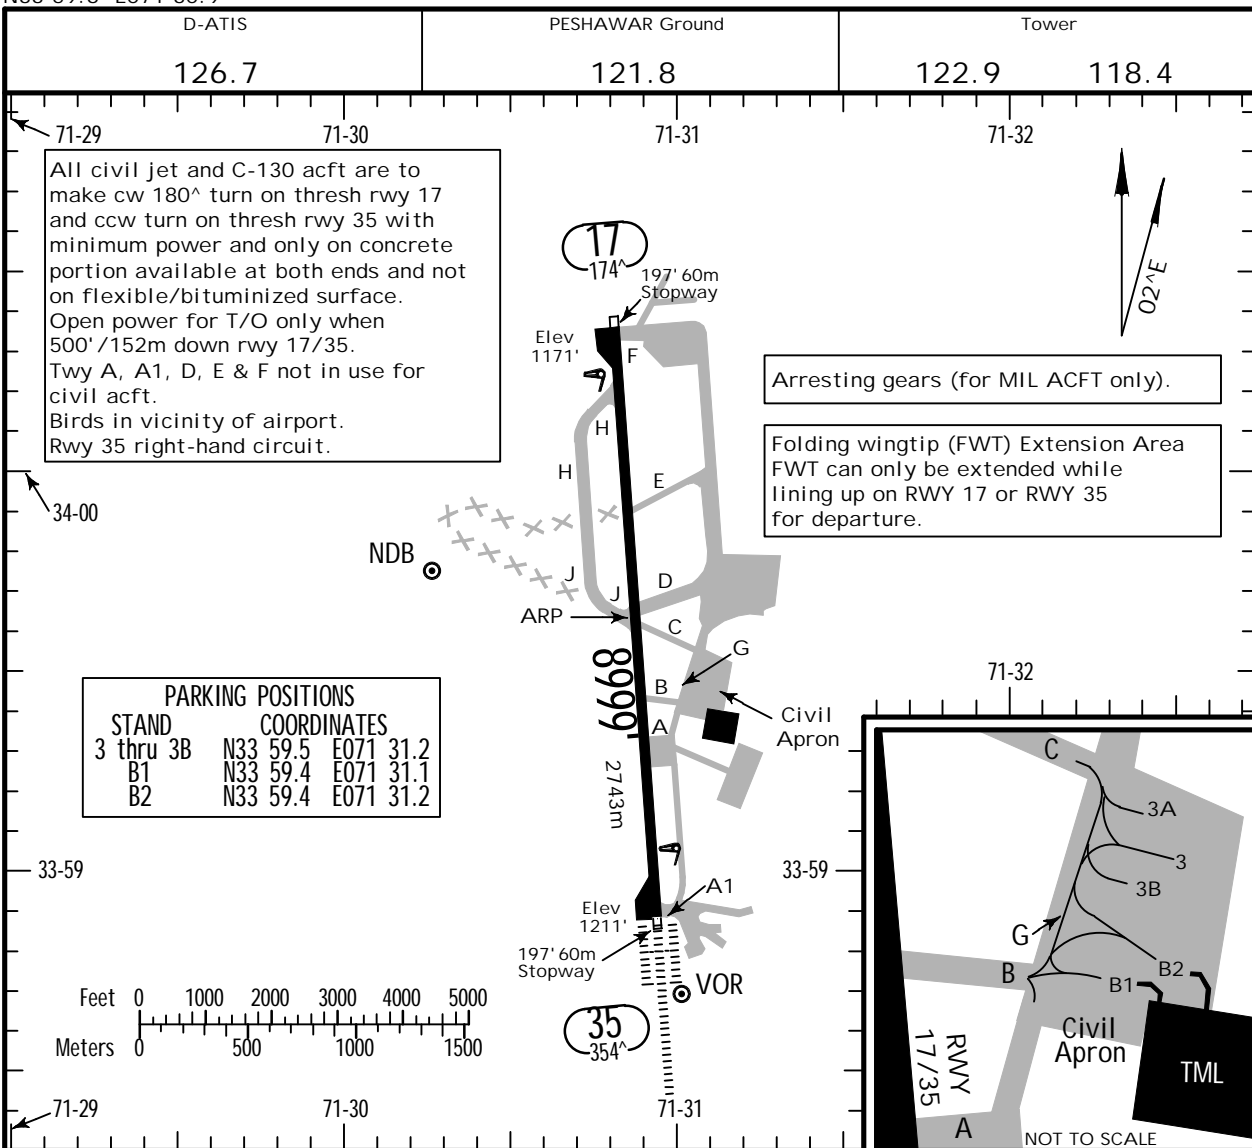 D-ATIS
126.7
PESHAWAR Ground
121.8
Tower
122.9 118.4
71-29
71-30
71-31
71-32
All civil jet and C-130 acft are to
make cw 180^ turn on thresh rwy 17
and ccw turn on thresh rwy 35 with
minimum power and only on concrete
portion available at both ends and not
on flexible/bituminized surface.
Open power for T/O only when
500'/152m down rwy 17/35.
Twy A, A1, D, E & F not in use for
civil acft.
Birds in vicinity of airport.
Rwy 35 right-hand circuit.
17
174^
197' 60m
Stopway
Elev
1171'
F
H
H
E
02^E
Arresting gears (for MIL ACFT only).
Folding wingtip (FWT) Extension Area
FWT can only be extended while
lining up on RWY 17 or RWY 35
for departure.
34-00
NDB
J
J
D
ARP
C
G
B
A
8998
2743m
Civil
Apron
PARKING POSITIONS
STAND COORDINATES
3 thru 3B N33 59.5 E071 31.2
B1 N33 59.4 E071 31.1
B2 N33 59.4 E071 31.2
33-59
33-59
71-32
A1
Elev
1211'
197' 60m
Stopway
VOR
35
354^
Feet 0 1000 2000 3000 4000 5000
Meters 0 500 1000 1500
71-29
71-30
71-31
C
3A
3
3B
G
B
B2
B1
Civil
Apron
TML
RWY
17/35
A
NOT TO SCALE